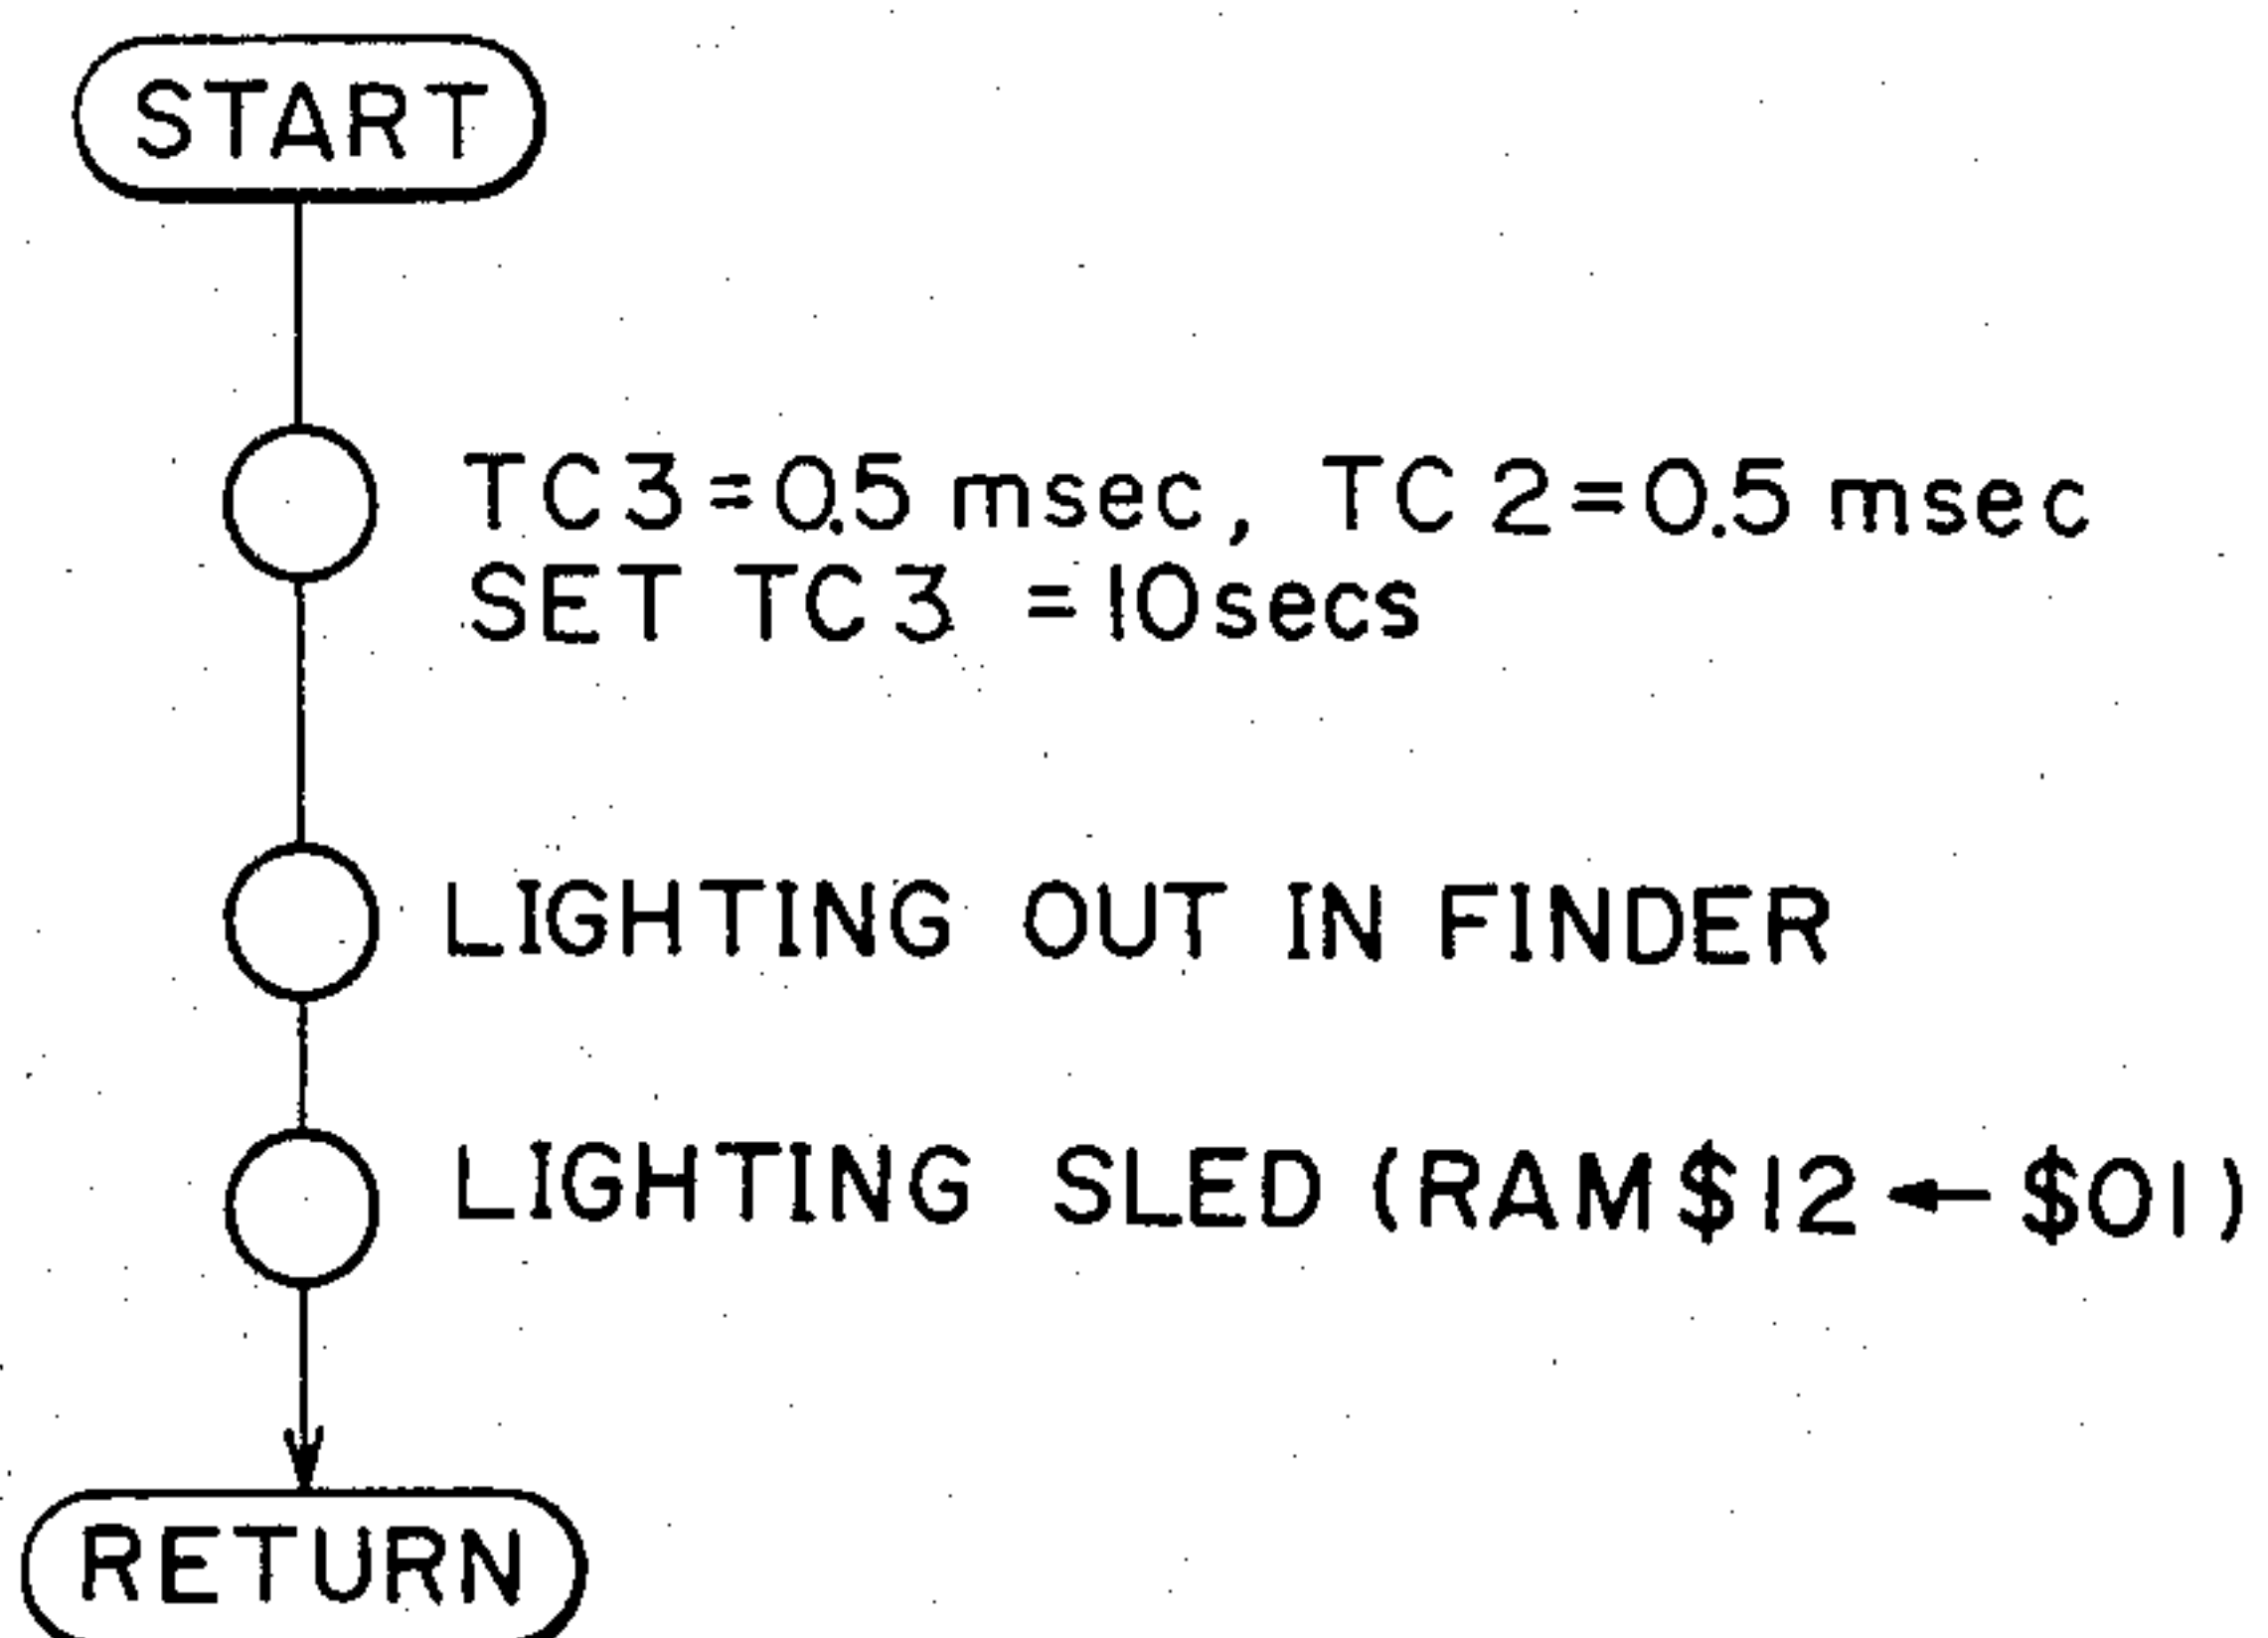 START
TC3=0.5 msec, TC2=0.5 msec
SET TC3 =10secs
LIGHTING OUT IN FINDER
LIGHTING SLED (RAM$12←$01)
RETURN